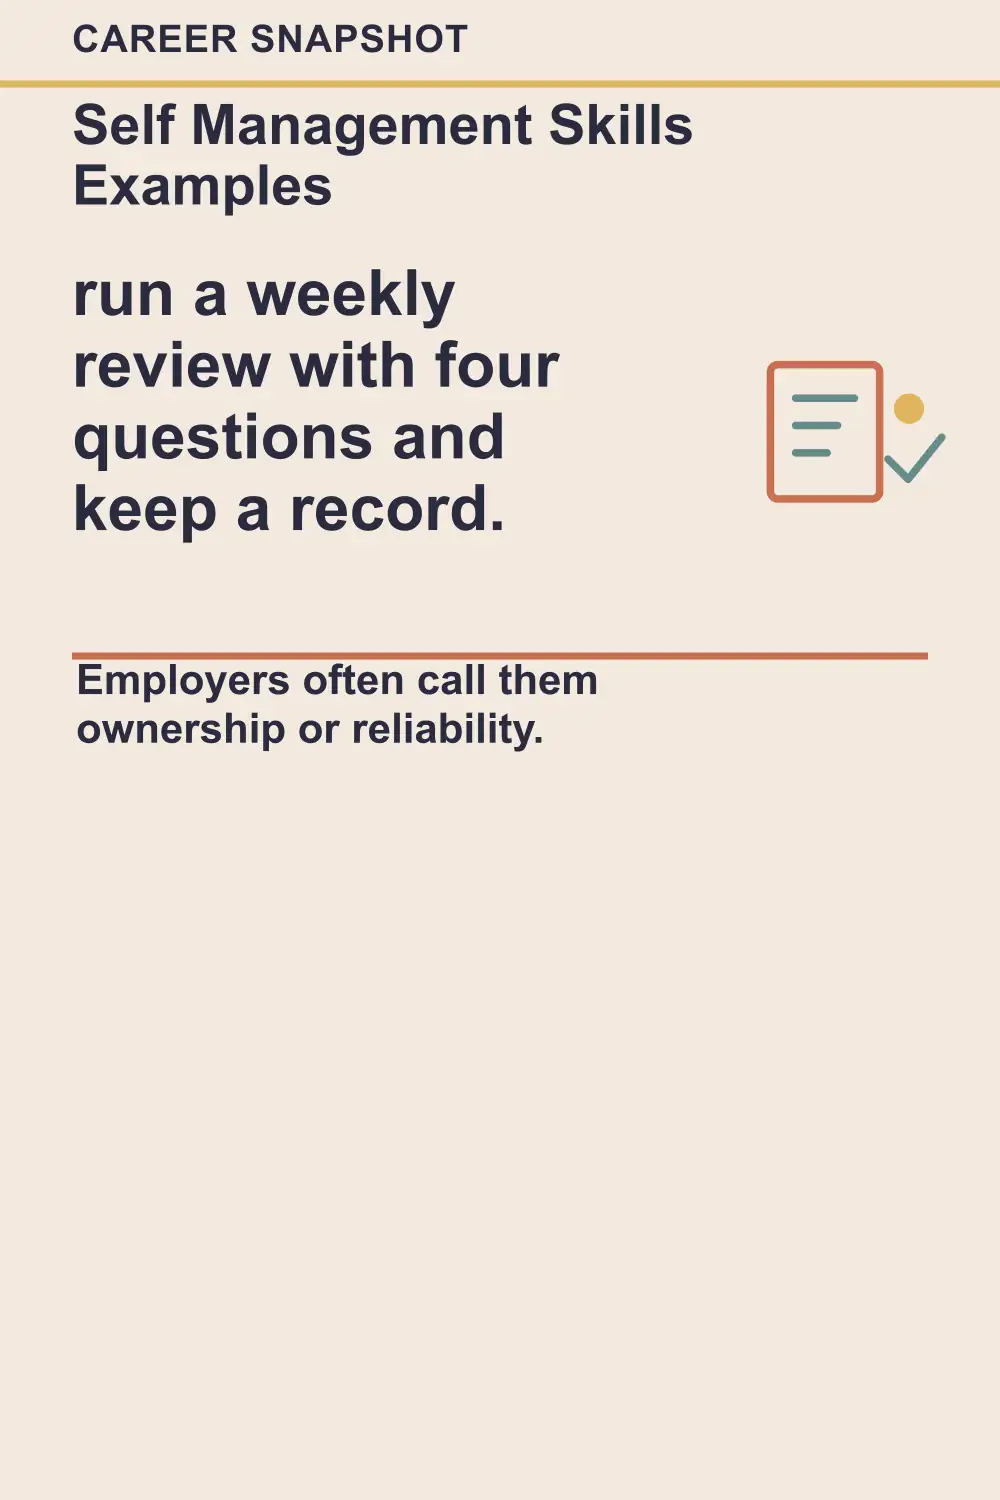 CAREER SNAPSHOT
Self Management Skills
Examples
run a weekly
review with four
questions and
keep a record.
Employers often call them
ownership or reliability.